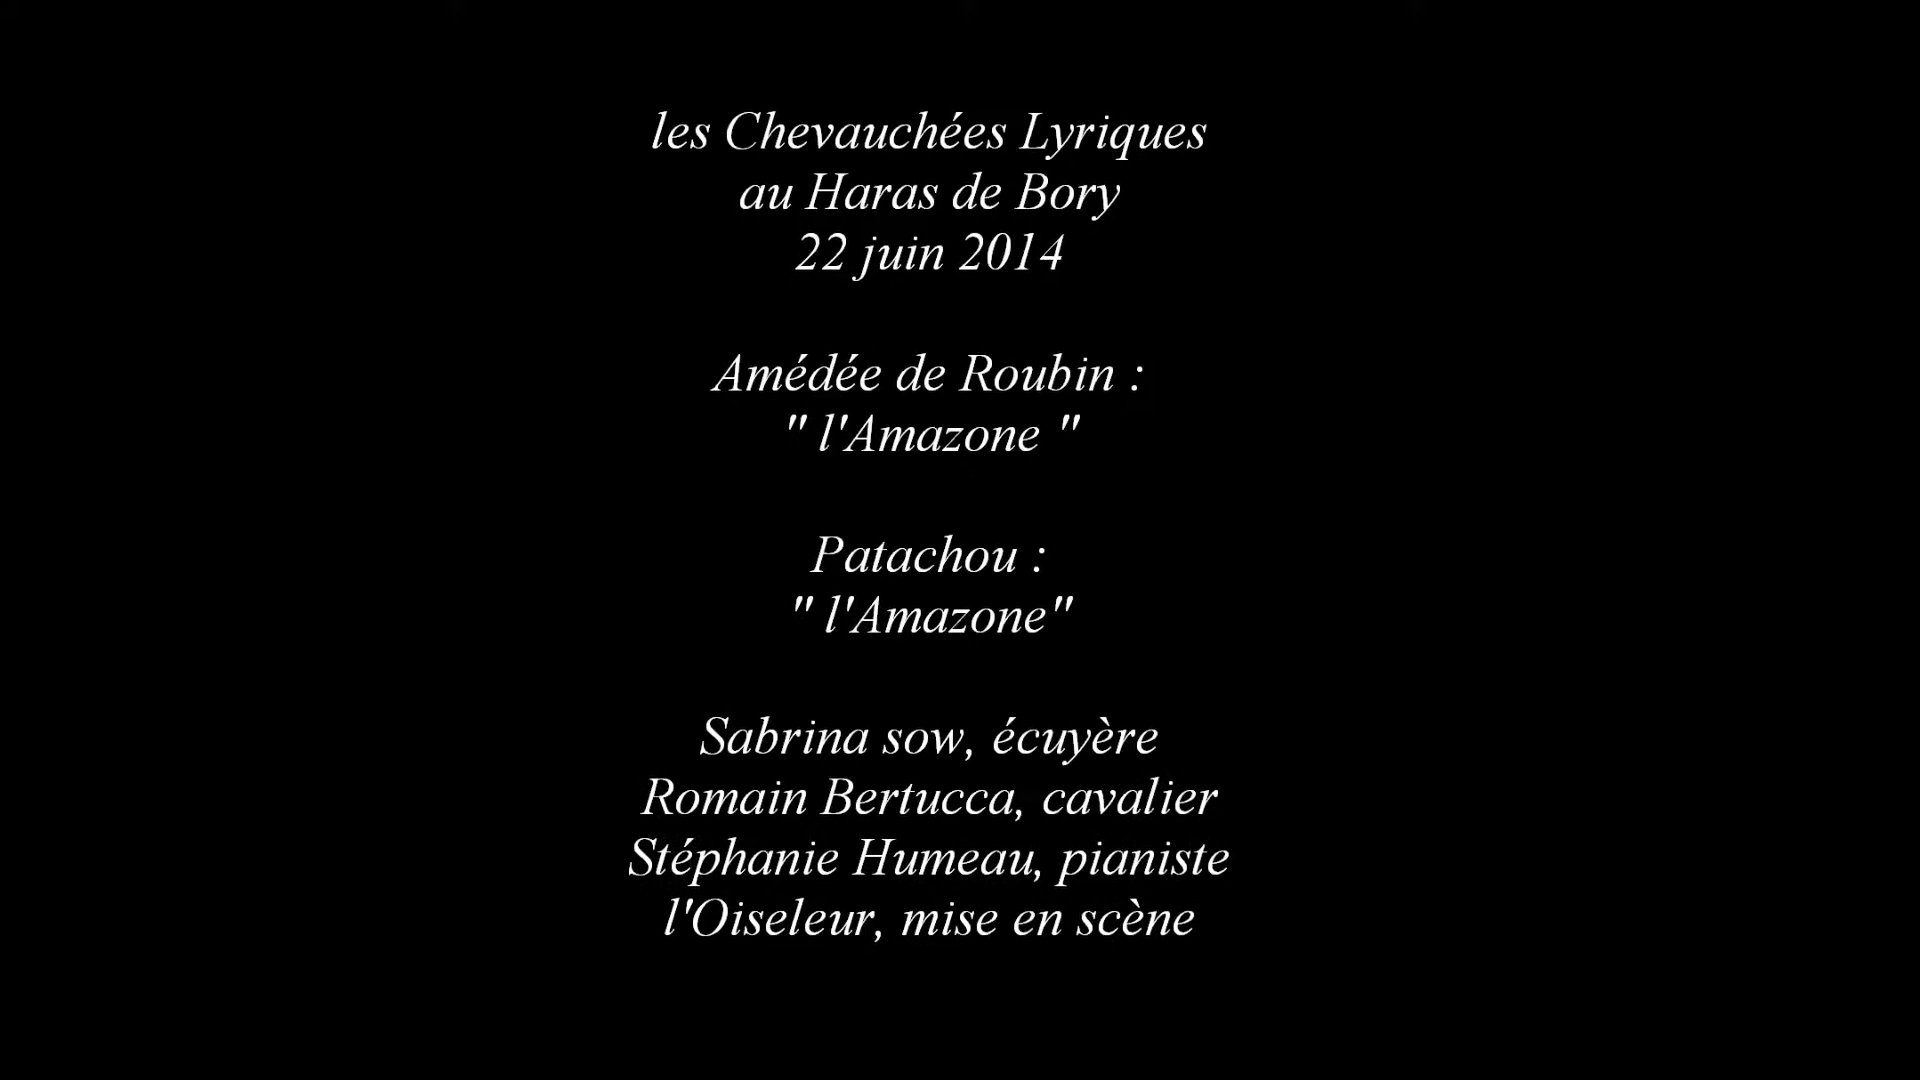 les Chevauchées Lyriques
au Haras de Bory
22 juin 2014
Amédée de Roubin :
" l'Amazone "
Patachou :
" l'Amazone"
Sabrina sow, écuyère
Romain Bertucca, cavalier
Stéphanie Humeau, pianiste
l'Oiseleur, mise en scène